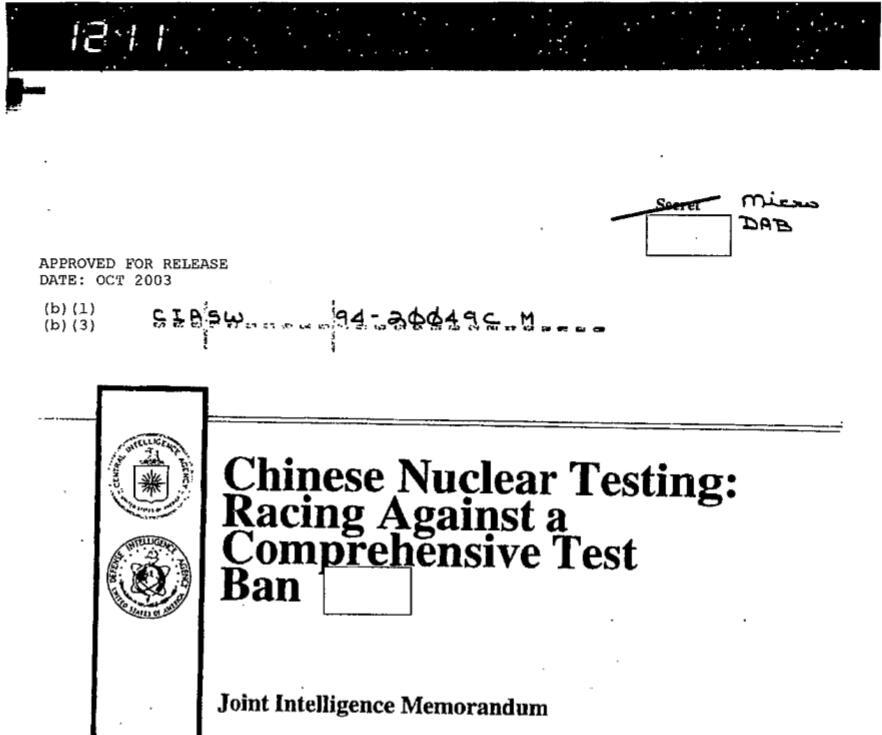 1211
Secret
Micro
DAB
APPROVED FOR RELEASE
DATE: OCT 2003
(b)(1)
(b)(3)
CIASW 94-20049C M
CENTRAL INTELLIGENCE AGENCY
UNITED STATES OF AMERICA
Chinese Nuclear Testing:
Racing Against a
Comprehensive Test
Ban
DEFENSE INTELLIGENCE AGENCY
UNITED STATES OF AMERICA
Joint Intelligence Memorandum